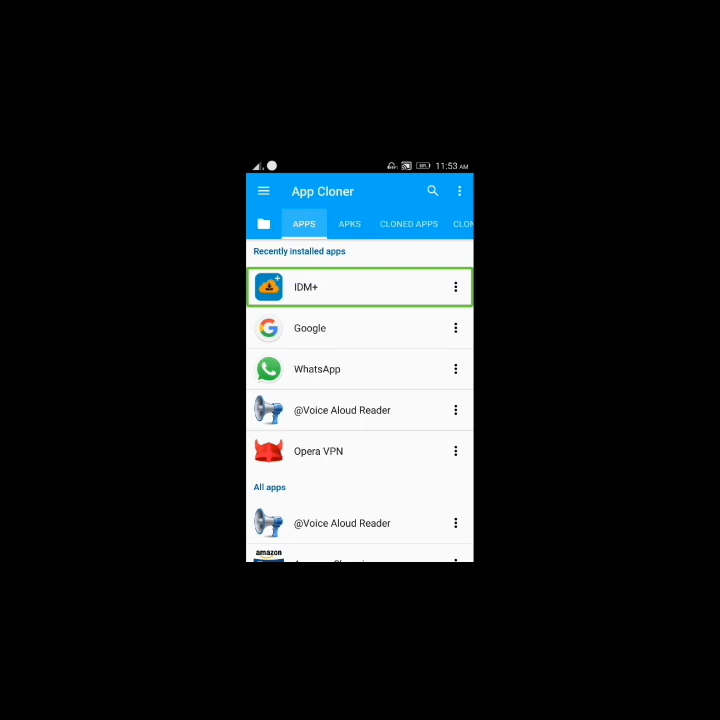 11:53 AM
App Cloner
APPS APKS CLONED APPS CLON
Recently installed apps
IDM+
Google
WhatsApp
@Voice Aloud Reader
Opera VPN
All apps
@Voice Aloud Reader
amazon